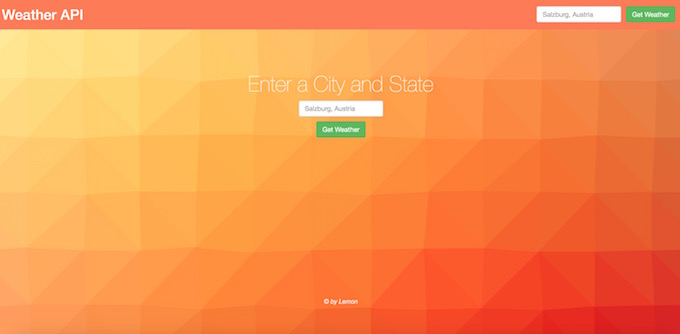 Weather API
Salzburg, Austria
Get Weather
Enter a City and State
Salzburg, Austria
Get Weather
© by Lemon